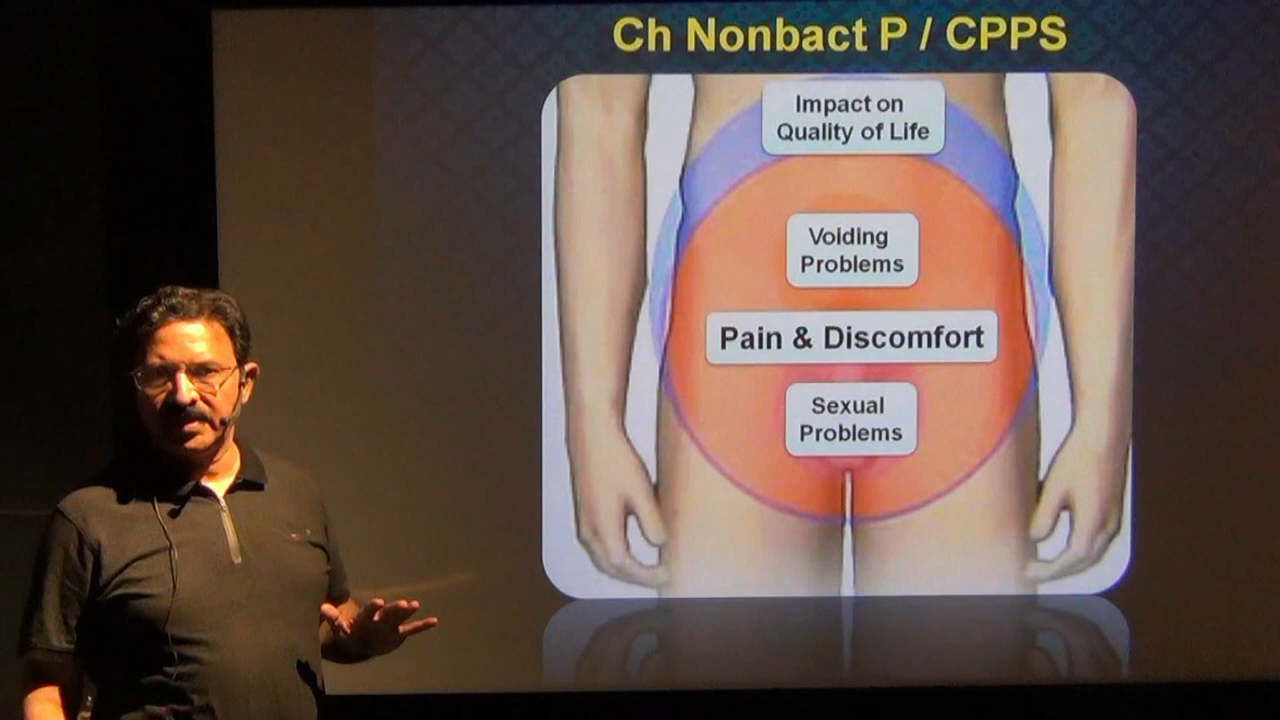 Ch Nonbact P / CPPS
Impact on
Quality of Life
Voiding
Problems
Pain & Discomfort
Sexual
Problems